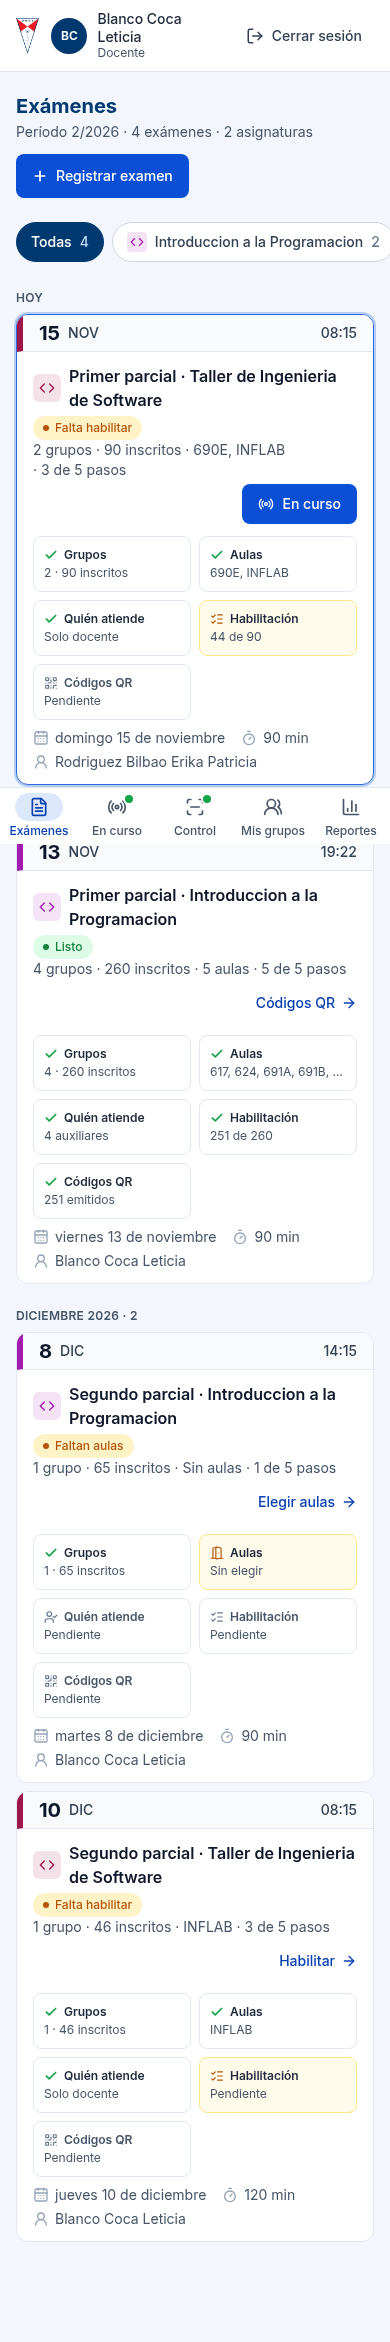 Blanco Coca
Leticia
BC
Docente
Cerrar sesión
Exámenes
Período 2/2026 · 4 exámenes · 2 asignaturas
Registrar examen
Todas 4
Introduccion a la Programacion 2
HOY
15 NOV 08:15
Primer parcial · Taller de Ingenieria
de Software
Falta habilitar
2 grupos · 90 inscritos · 690E, INFLAB
· 3 de 5 pasos
En curso
Grupos
2 · 90 inscritos
Aulas
690E, INFLAB
Quién atiende
Solo docente
Habilitación
44 de 90
Códigos QR
Pendiente
domingo 15 de noviembre 90 min
Rodriguez Bilbao Erika Patricia
Exámenes
En curso
Control
Mis grupos
Reportes
13 NOV 19:22
Primer parcial · Introduccion a la
Programacion
Listo
4 grupos · 260 inscritos · 5 aulas · 5 de 5 pasos
Códigos QR
Grupos
4 · 260 inscritos
Aulas
617, 624, 691A, 691B, ...
Quién atiende
4 auxiliares
Habilitación
251 de 260
Códigos QR
251 emitidos
viernes 13 de noviembre 90 min
Blanco Coca Leticia
DICIEMBRE 2026 · 2
8 DIC 14:15
Segundo parcial · Introduccion a la
Programacion
Faltan aulas
1 grupo · 65 inscritos · Sin aulas · 1 de 5 pasos
Elegir aulas
Grupos
1 · 65 inscritos
Aulas
Sin elegir
Quién atiende
Pendiente
Habilitación
Pendiente
Códigos QR
Pendiente
martes 8 de diciembre 90 min
Blanco Coca Leticia
10 DIC 08:15
Segundo parcial · Taller de Ingenieria
de Software
Falta habilitar
1 grupo · 46 inscritos · INFLAB · 3 de 5 pasos
Habilitar
Grupos
1 · 46 inscritos
Aulas
INFLAB
Quién atiende
Solo docente
Habilitación
Pendiente
Códigos QR
Pendiente
jueves 10 de diciembre 120 min
Blanco Coca Leticia